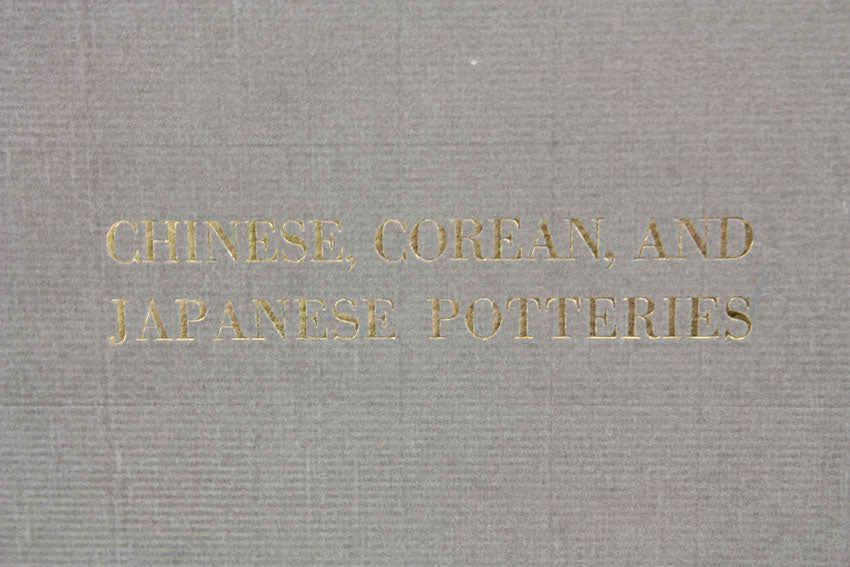 CHINESE, COREAN, AND
JAPANESE POTTERIES